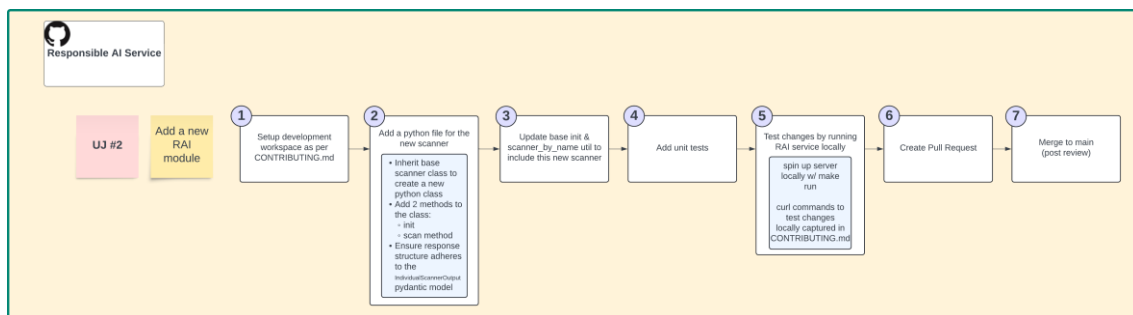 Responsible AI Service
UJ #2
Add a new
RAI
module
1
Setup development
workspace as per
CONTRIBUTING.md
2
Add a python file for the
new scanner
• Inherit base
scanner class to
create a new
python class
• Add 2 methods to
the class:
◦ init
◦ scan method
• Ensure response
structure adheres
to the
IndividualScannerOutput
pydantic model
3
Update base init &
scanner_by_name util to
include this new scanner
4
Add unit tests
5
Test changes by running
RAI service locally
spin up server
locally w/ make
run
curl commands to
test changes
locally captured in
CONTRIBUTING.md
6
Create Pull Request
7
Merge to main
(post review)